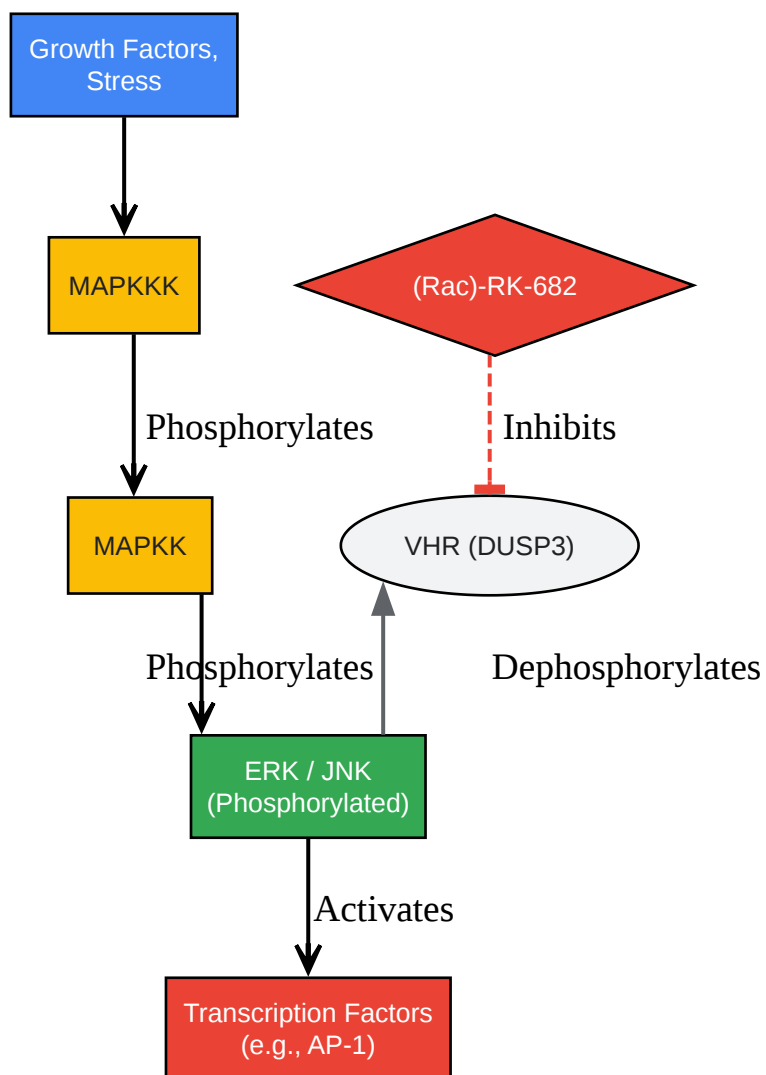 Growth Factors,
Stress
MAPKKK
(Rac)-RK-682
Phosphorylates
Inhibits
MAPKK
VHR (DUSP3)
Phosphorylates
Dephosphorylates
ERK / JNK
(Phosphorylated)
Activates
Transcription Factors
(e.g., AP-1)